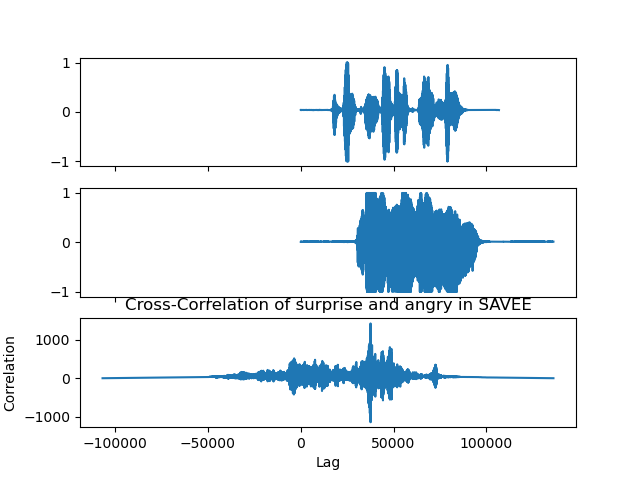 1
0
−1
1
0
−1
Cross-Correlation of surprise and angry in SAVEE
1000
0
−1000
Correlation
−100000 −50000 0 50000 100000
Lag